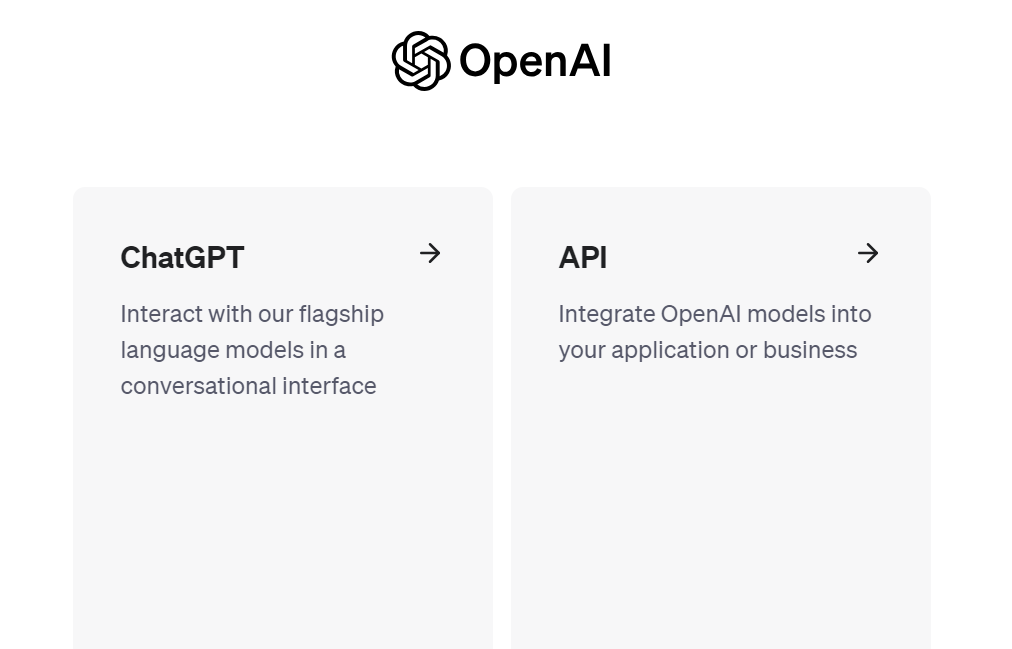 OpenAI
ChatGPT
Interact with our flagship
language models in a
conversational interface
API
Integrate OpenAI models into
your application or business